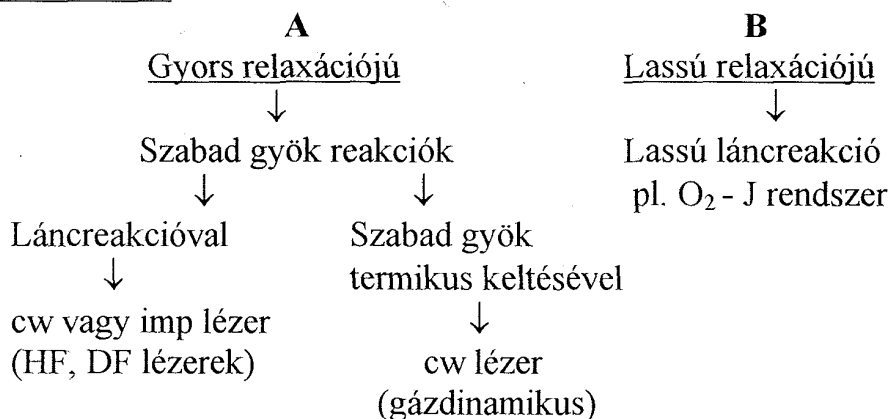 A
Gyors relaxációjú
↓
Szabad gyök reakciók
↓ ↓
Láncreakcióval
↓
cw vagy imp lézer
(HF, DF lézerek)
Szabad gyök
termikus keltésével
↓
cw lézer
(gázdinamikus)
B
Lassú relaxációjú
↓
Lassú láncreakció
pl. O₂ - J rendszer